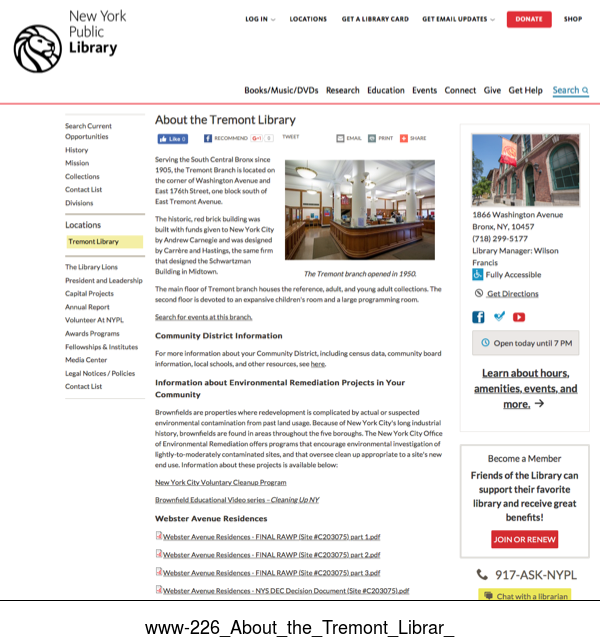 New York
Public
Library
LOG IN
LOCATIONS
GET A LIBRARY CARD
GET EMAIL UPDATES
DONATE
SHOP
Books/Music/DVDs
Research
Education
Events
Connect
Give
Get Help
Search
Search Current
Opportunities
History
Mission
Collections
Contact List
Divisions
Locations
Tremont Library
The Library Lions
President and Leadership
Capital Projects
Annual Report
Volunteer At NYPL
Awards Programs
Fellowships & Institutes
Media Center
Legal Notices / Policies
Contact List
About the Tremont Library
Like 0
RECOMMEND
G+1
0
TWEET
EMAIL
PRINT
SHARE
Serving the South Central Bronx since
1905, the Tremont Branch is located on
the corner of Washington Avenue and
East 176th Street, one block south of
East Tremont Avenue.
The historic, red brick building was
built with funds given to New York City
by Andrew Carnegie and was designed
by Carrère and Hastings, the same firm
that designed the Schwartzman
Building in Midtown.
The Tremont branch opened in 1950.
The main floor of Tremont branch houses the reference, adult, and young adult collections. The
second floor is devoted to an expansive children's room and a large programming room.
Search for events at this branch.
Community District Information
For more information about your Community District, including census data, community board
information, local schools, and other resources, see here.
Information about Environmental Remediation Projects in Your
Community
Brownfields are properties where redevelopment is complicated by actual or suspected
environmental contamination from past land usage. Because of New York City's long industrial
history, brownfields are found in areas throughout the five boroughs. The New York City Office
of Environmental Remediation offers programs that encourage environmental investigation of
lightly-to-moderately contaminated sites, and that oversee clean up appropriate to a site's new
end use. Information about these projects is available below:
New York City Voluntary Cleanup Program
Brownfield Educational Video series - Cleaning Up NY
Webster Avenue Residences
Webster Avenue Residences - FINAL RAWP (Site #C203075) part 1.pdf
Webster Avenue Residences - FINAL RAWP (Site #C203075) part 2.pdf
Webster Avenue Residences - FINAL RAWP (Site #C203075) part 3.pdf
Webster Avenue Residences - NYS DEC Decision Document (Site #C203075).pdf
1866 Washington Avenue
Bronx, NY, 10457
(718) 299-5177
Library Manager: Wilson
Francis
Fully Accessible
Get Directions
Open today until 7 PM
Learn about hours,
amenities, events, and
more. →
Become a Member
Friends of the Library can
support their favorite
library and receive great
benefits!
JOIN OR RENEW
917-ASK-NYPL
Chat with a librarian
www-226_About_the_Tremont_Librar_